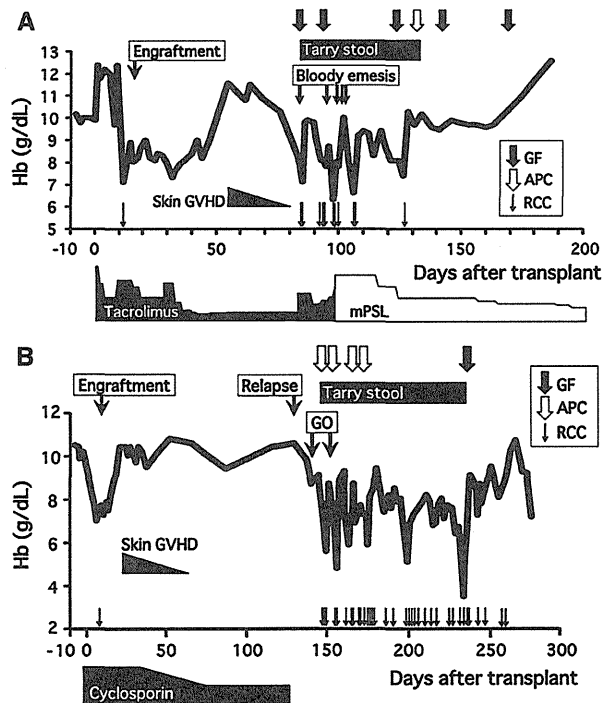 A
Engraftment
Tarry stool
Bloody emesis
Hb (g/dL)
13
12
11
10
9
8
7
6
5
Skin GVHD
GF
APC
RCC
-10 0 50 100 150 200
Days after transplant
Tacrolimus
mPSL
B
Engraftment
Relapse
Tarry stool
GO
GF
APC
RCC
Hb (g/dL)
12
10
8
6
4
2
Skin GVHD
-10 0 50 100 150 200 250 300
Days after transplant
Cyclosporin